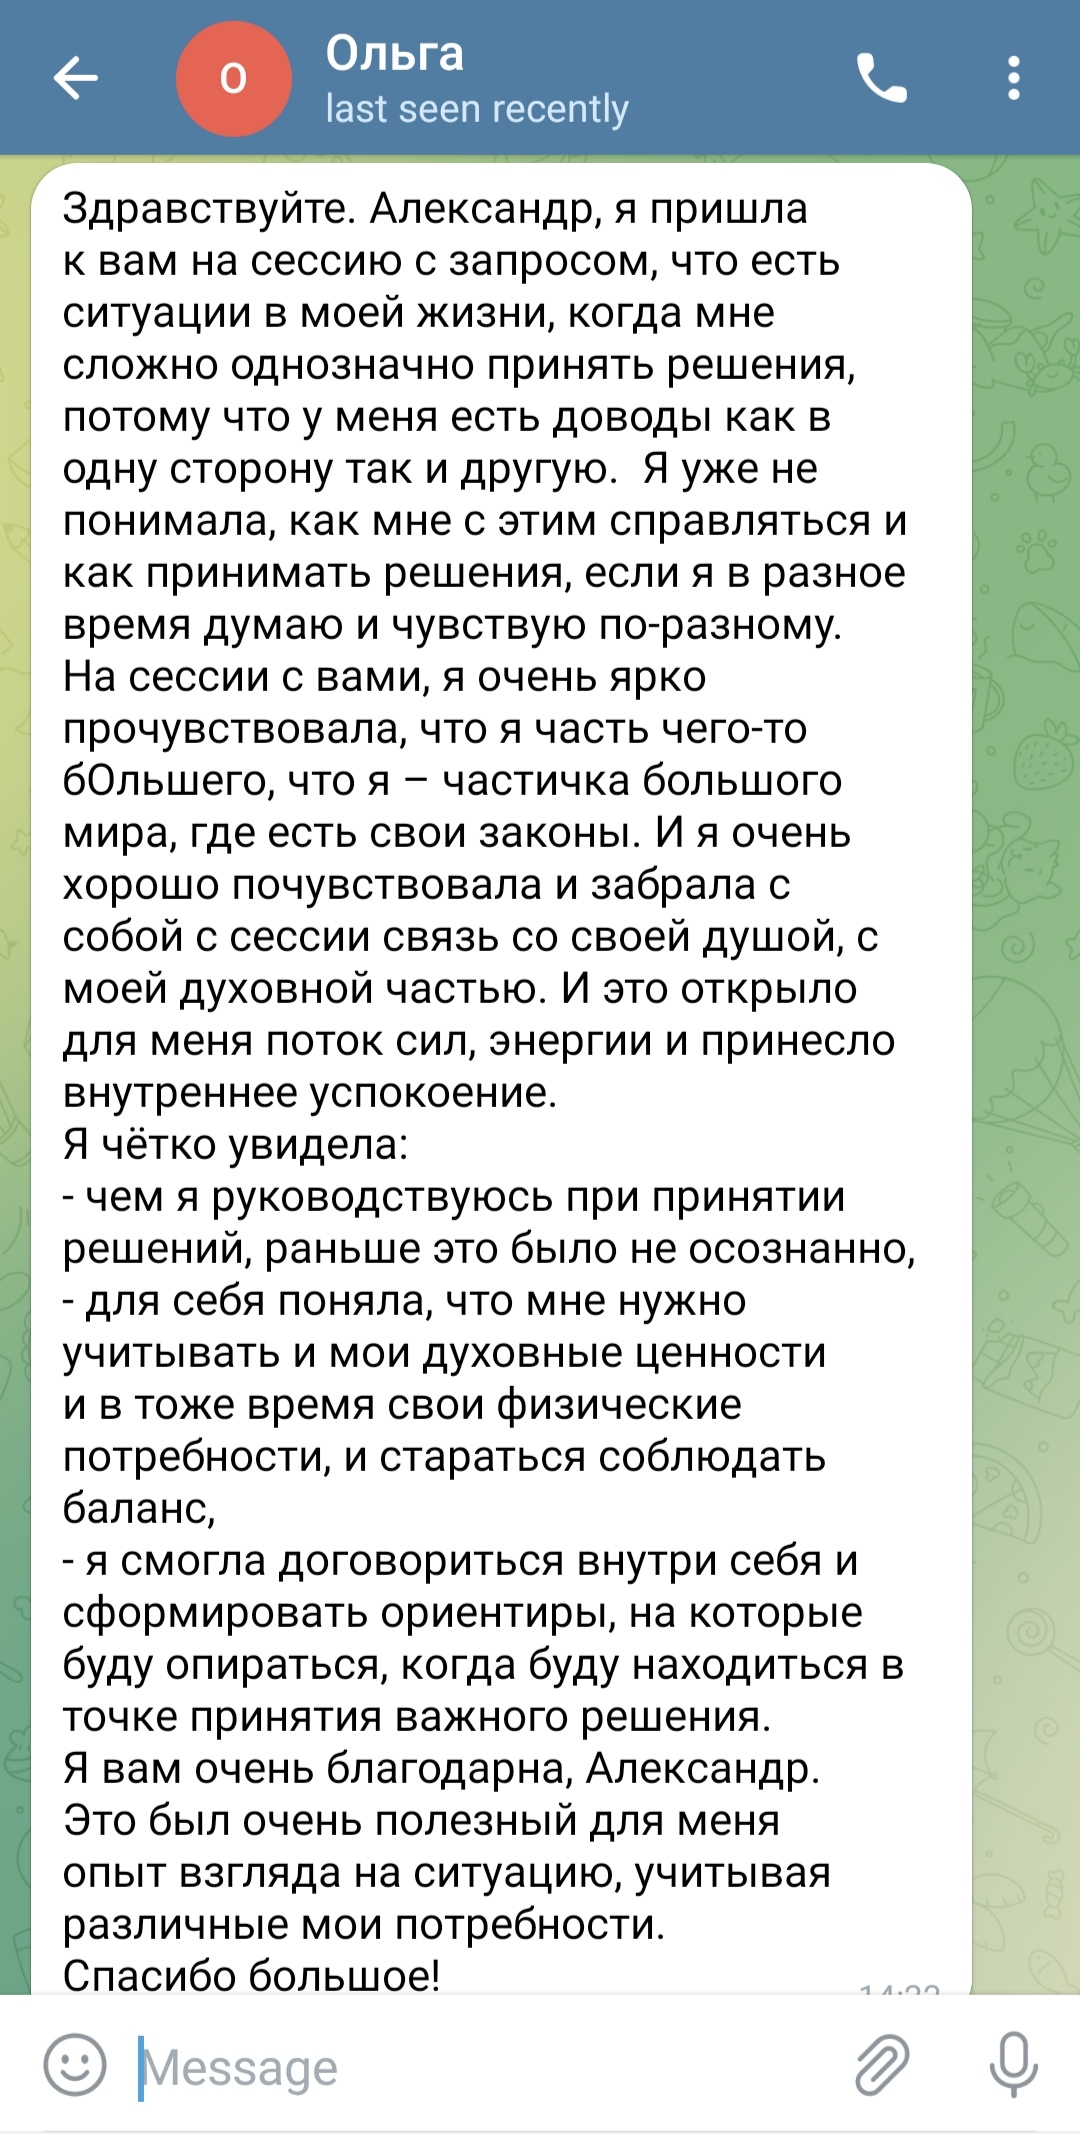 Ольга
О
last seen recently
Здравствуйте. Александр, я пришла
к вам на сессию с запросом, что есть
ситуации в моей жизни, когда мне
сложно однозначно принять решения,
потому что у меня есть доводы как в
одну сторону так и другую.  Я уже не
понимала, как мне с этим справляться и
как принимать решения, если я в разное
время думаю и чувствую по-разному.
На сессии с вами, я очень ярко
прочувствовала, что я часть чего-то
бОльшего, что я – частичка большого
мира, где есть свои законы. И я очень
хорошо почувствовала и забрала с
собой с сессии связь со своей душой, с
моей духовной частью. И это открыло
для меня поток сил, энергии и принесло
внутреннее успокоение.
Я чётко увидела:
- чем я руководствуюсь при принятии
решений, раньше это было не осознанно,
- для себя поняла, что мне нужно
учитывать и мои духовные ценности
и в тоже время свои физические
потребности, и стараться соблюдать
баланс,
- я смогла договориться внутри себя и
сформировать ориентиры, на которые
буду опираться, когда буду находиться в
точке принятия важного решения.
Я вам очень благодарна, Александр.
Это был очень полезный для меня
опыт взгляда на ситуацию, учитывая
различные мои потребности.
Спасибо большое!
Message